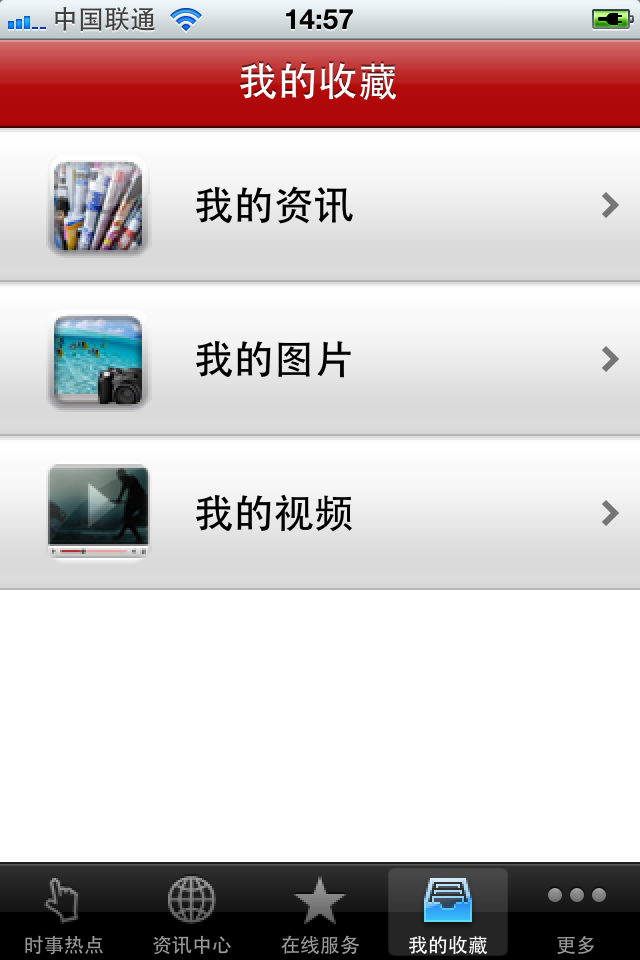 中国联通
14:57
我的收藏
我的资讯
我的图片
我的视频
时事热点
资讯中心
在线服务
我的收藏
更多